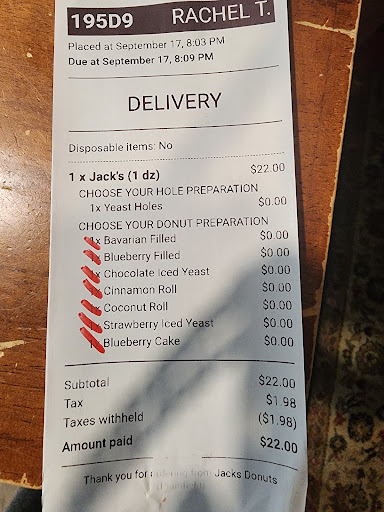 195D9 RACHEL T.
Placed at September 17, 8:03 PM
Due at September 17, 8:09 PM
DELIVERY
Disposable items: No
1 x Jack's (1 dz) $22.00
CHOOSE YOUR HOLE PREPARATION
1x Yeast Holes $0.00
CHOOSE YOUR DONUT PREPARATION
Bavarian Filled $0.00
Blueberry Filled $0.00
Chocolate Iced Yeast $0.00
Cinnamon Roll $0.00
Coconut Roll $0.00
Strawberry Iced Yeast $0.00
Blueberry Cake $0.00
Subtotal $22.00
Tax $1.98
Taxes withheld ($1.98)
Amount paid $22.00
Thank you for ordering from Jacks Donuts